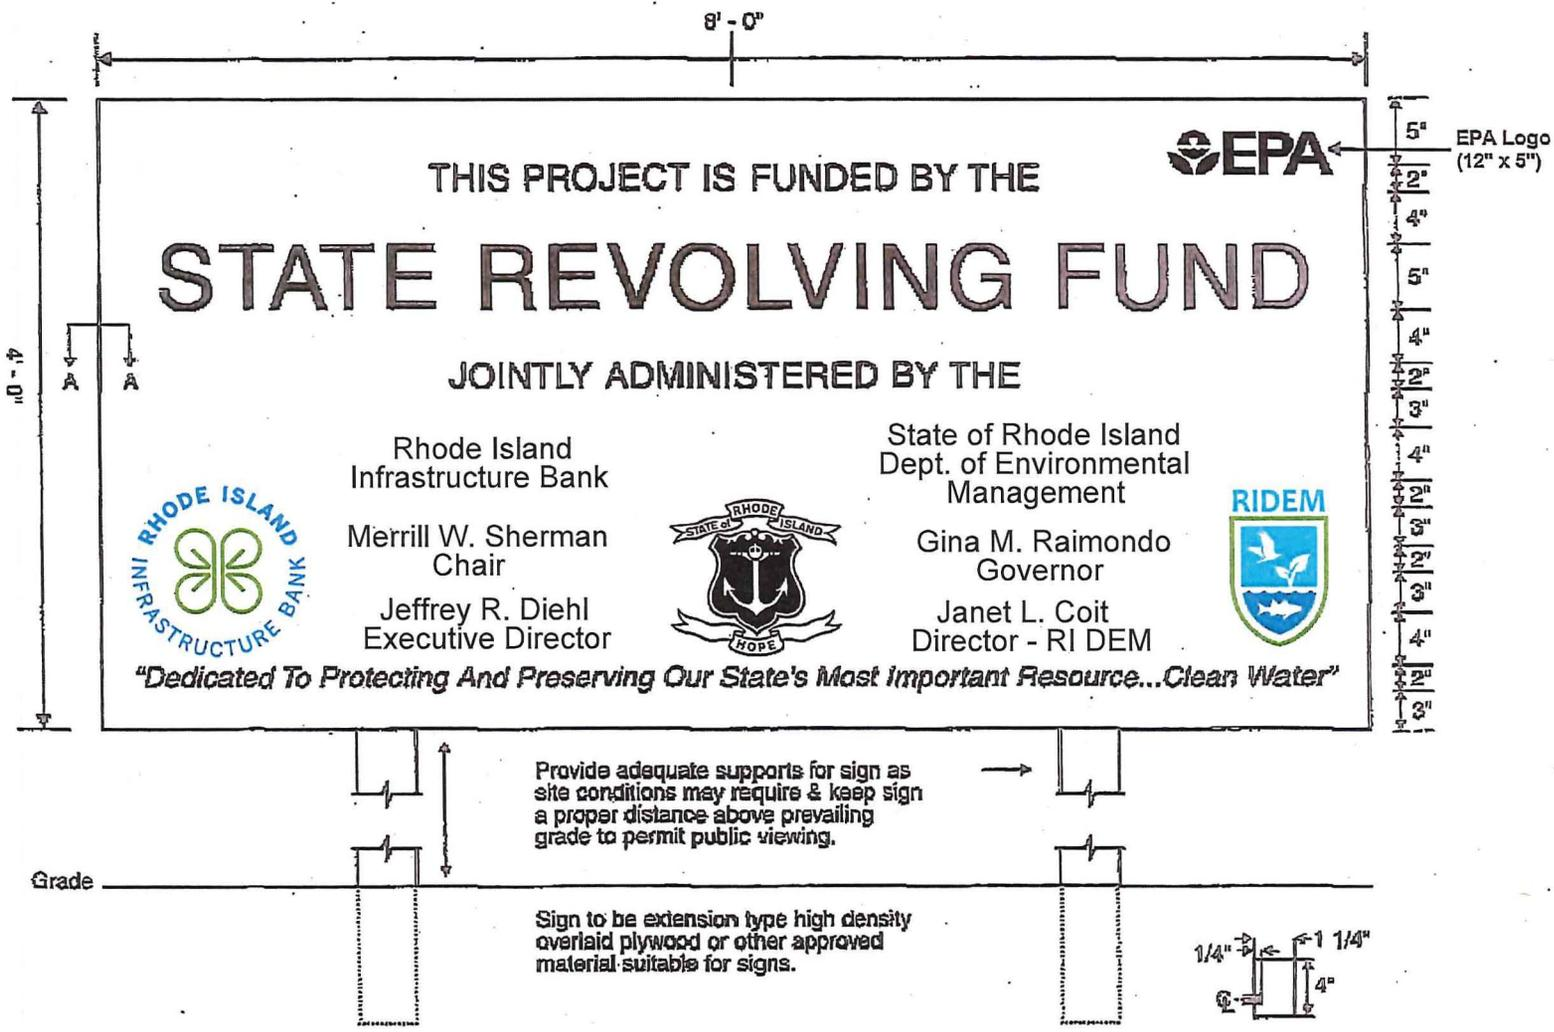 8' - 0"
EPA
EPA Logo
(12" x 5")
THIS PROJECT IS FUNDED BY THE
STATE REVOLVING FUND
JOINTLY ADMINISTERED BY THE
4' - 0"
A A
5"
2"
4"
5"
4"
2"
3"
4"
2"
3"
2"
3"
4"
2"
3"
Rhode Island
Infrastructure Bank
Merrill W. Sherman
Chair
Jeffrey R. Diehl
Executive Director
RHODE ISLAND
INFRASTRUCTURE BANK
STATE of RHODE ISLAND
HOPE
State of Rhode Island
Dept. of Environmental
Management
Gina M. Raimondo
Governor
Janet L. Coit
Director - RI DEM
RIDEM
"Dedicated To Protecting And Preserving Our State's Most Important Resource...Clean Water"
Provide adequate supports for sign as
site conditions may require & keep sign
a proper distance above prevailing
grade to permit public viewing.
Grade
Sign to be extension type high density
overlaid plywood or other approved
material suitable for signs.
1/4" 1 1/4"
4"
℄